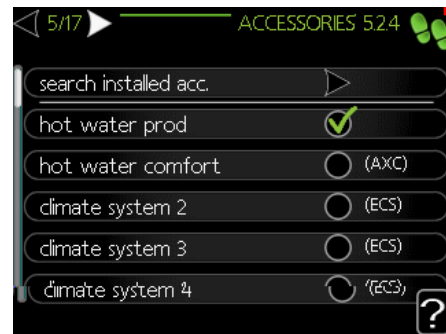 5/17 ACCESSORIES 5.2.4
search installed acc.
hot water prod
hot water comfort (AXC)
climate system 2 (ECS)
climate system 3 (ECS)
climate system 4 (ECS)
?